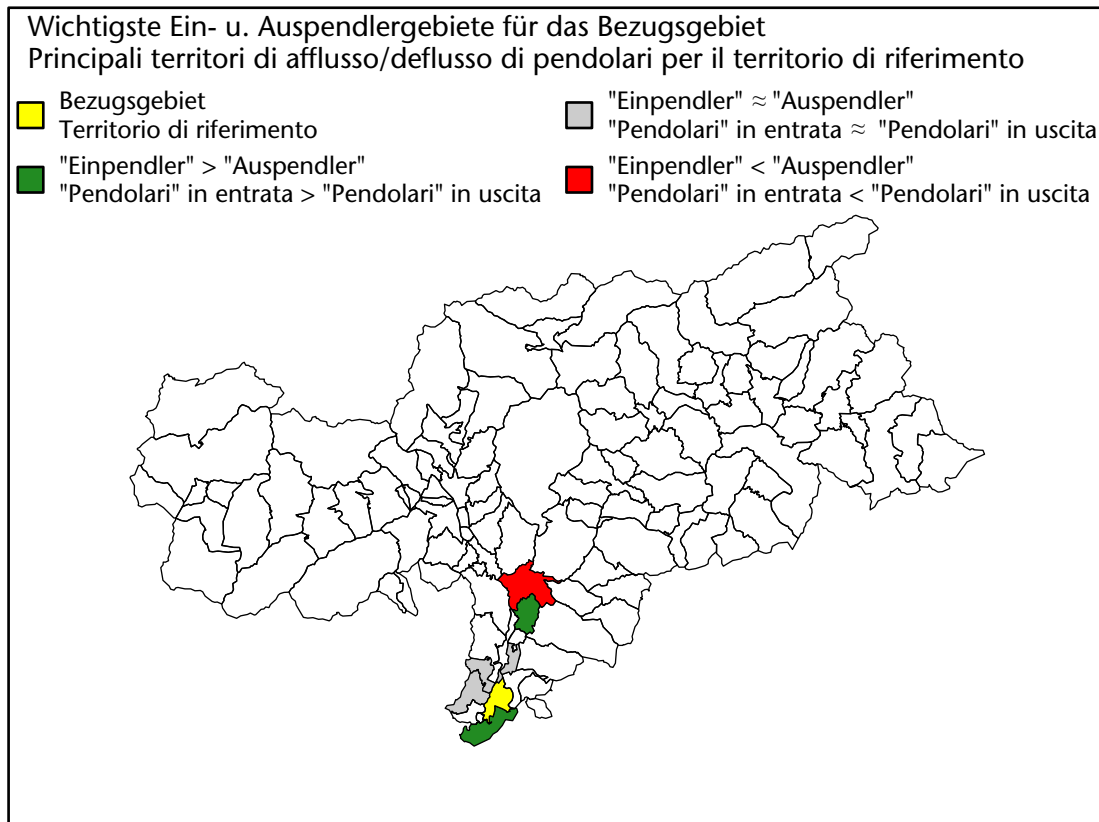 Wichtigste Ein- u. Auspendlergebiete für das Bezugsgebiet
Principali territori di afflusso/deflusso di pendolari per il territorio di riferimento
Bezugsgebiet
Territorio di riferimento
"Einpendler" > "Auspendler"
"Pendolari" in entrata > "Pendolari" in uscita
"Einpendler" ≈ "Auspendler"
"Pendolari" in entrata ≈ "Pendolari" in uscita
"Einpendler" < "Auspendler"
"Pendolari" in entrata < "Pendolari" in uscita